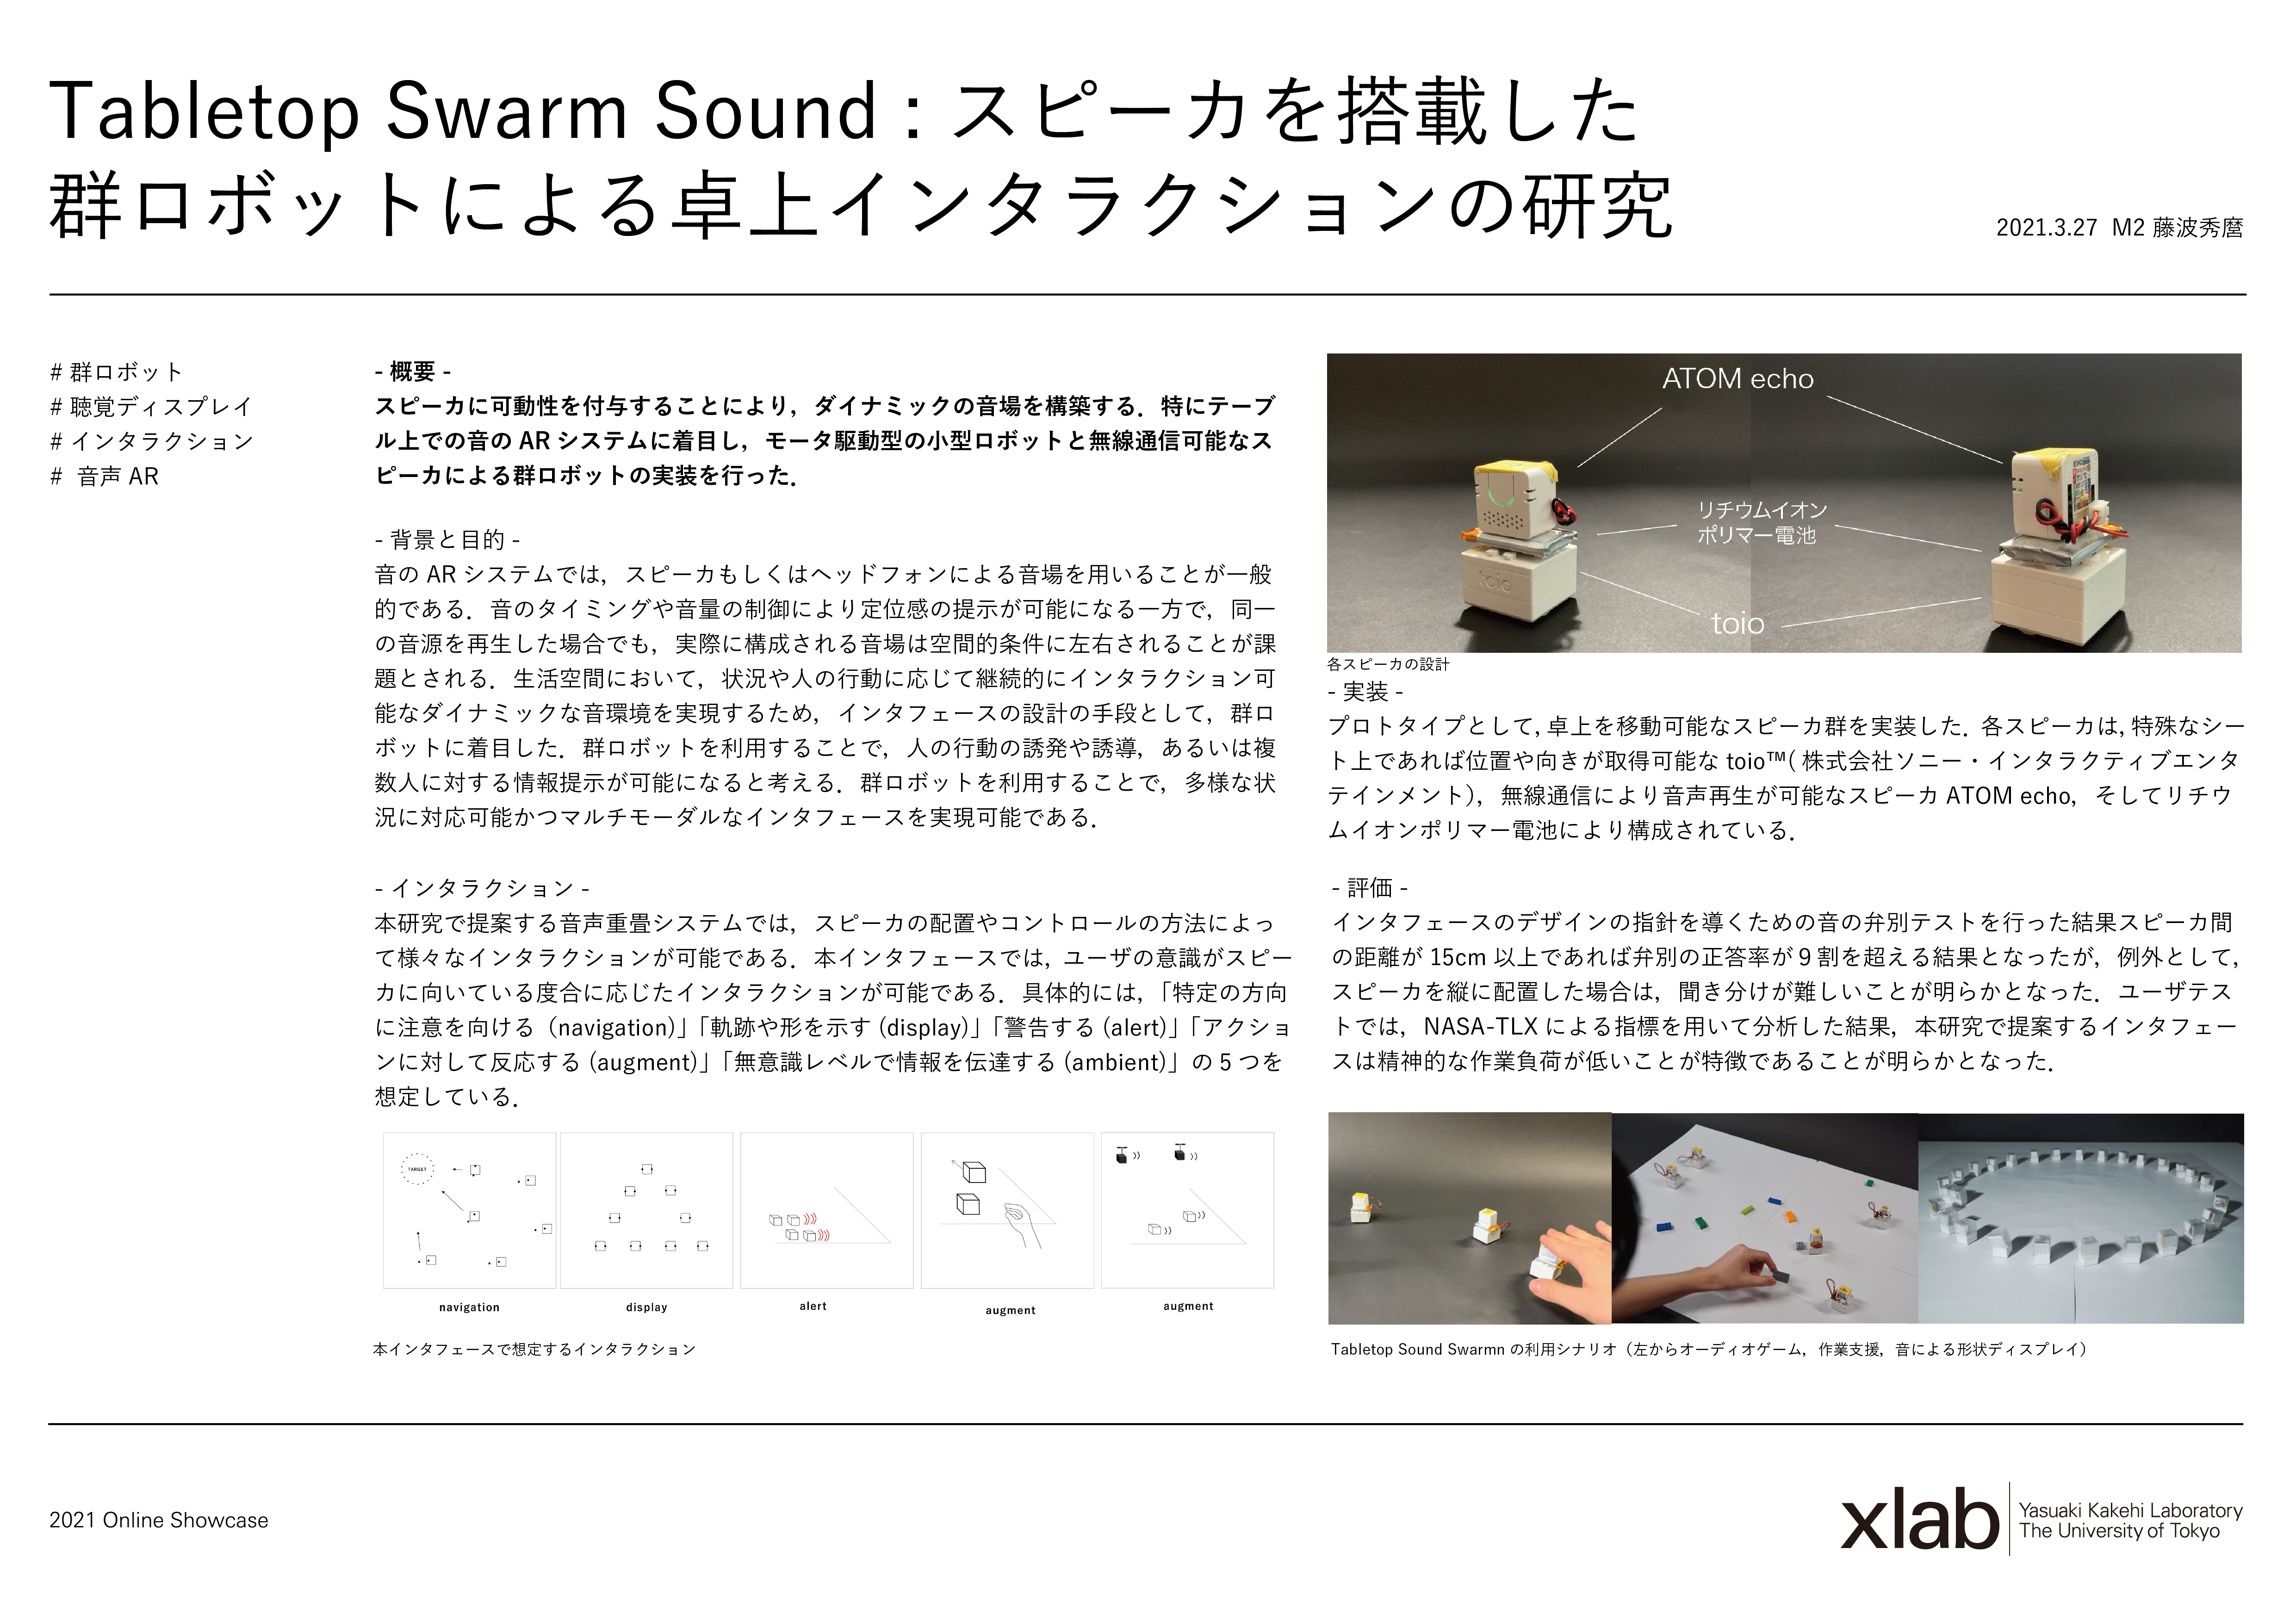 Tabletop Swarm Sound : スピーカを搭載した
群ロボットによる卓上インタラクションの研究
2021.3.27 M2 藤波秀麿
# 群ロボット
# 聴覚ディスプレイ
# インタラクション
# 音声 AR
- 概要 -
スピーカに可動性を付与することにより，ダイナミックの音場を構築する．特にテーブ
ル上での音の AR システムに着目し，モータ駆動型の小型ロボットと無線通信可能なス
ピーカによる群ロボットの実装を行った．
- 背景と目的 -
音の AR システムでは，スピーカもしくはヘッドフォンによる音場を用いることが一般
的である．音のタイミングや音量の制御により定位感の提示が可能になる一方で，同一
の音源を再生した場合でも，実際に構成される音場は空間的条件に左右されることが課
題とされる．生活空間において，状況や人の行動に応じて継続的にインタラクション可
能なダイナミックな音環境を実現するため，インタフェースの設計の手段として，群ロ
ボットに着目した．群ロボットを利用することで，人の行動の誘発や誘導，あるいは複
数人に対する情報提示が可能になると考える．群ロボットを利用することで，多様な状
況に対応可能かつマルチモーダルなインタフェースを実現可能である．
- インタラクション -
本研究で提案する音声重畳システムでは，スピーカの配置やコントロールの方法によっ
て様々なインタラクションが可能である．本インタフェースでは，ユーザの意識がスピー
カに向いている度合に応じたインタラクションが可能である．具体的には，「特定の方向
に注意を向ける（navigation)」「軌跡や形を示す (display)」「警告する (alert)」「アクショ
ンに対して反応する (augment)」「無意識レベルで情報を伝達する (ambient)」の 5 つを
想定している．
TARGET
navigation
display
alert
augment
augment
本インタフェースで想定するインタラクション
ATOM echo
リチウムイオン
ポリマー電池
toio
toio
各スピーカの設計
- 実装 -
プロトタイプとして，卓上を移動可能なスピーカ群を実装した．各スピーカは，特殊なシー
ト上であれば位置や向きが取得可能な toio™( 株式会社ソニー・インタラクティブエンタ
テインメント)，無線通信により音声再生が可能なスピーカ ATOM echo，そしてリチウ
ムイオンポリマー電池により構成されている．
- 評価 -
インタフェースのデザインの指針を導くための音の弁別テストを行った結果スピーカ間
の距離が 15cm 以上であれば弁別の正答率が 9 割を超える結果となったが，例外として，
スピーカを縦に配置した場合は，聞き分けが難しいことが明らかとなった．ユーザテス
トでは，NASA-TLX による指標を用いて分析した結果，本研究で提案するインタフェー
スは精神的な作業負荷が低いことが特徴であることが明らかとなった．
Tabletop Sound Swarmn の利用シナリオ（左からオーディオゲーム，作業支援，音による形状ディスプレイ）
2021 Online Showcase
xlab
Yasuaki Kakehi Laboratory
The University of Tokyo